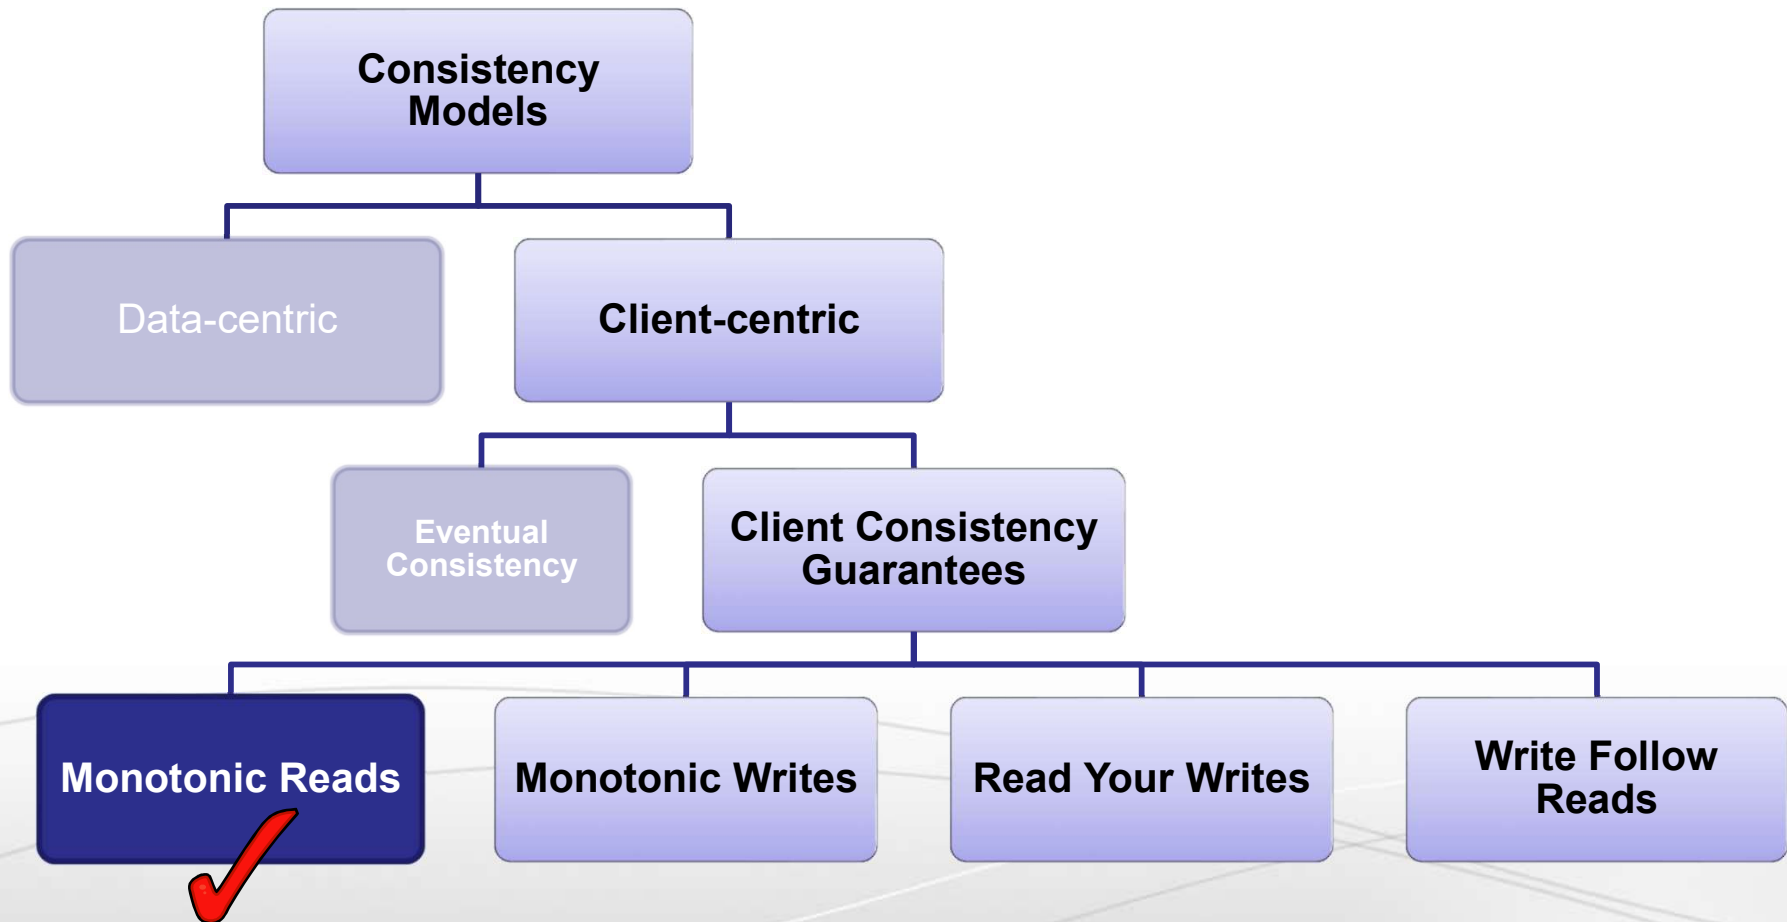 Consistency
Models
Data-centric
Client-centric
Eventual
Consistency
Client Consistency
Guarantees
Monotonic Reads
Monotonic Writes
Read Your Writes
Write Follow
Reads